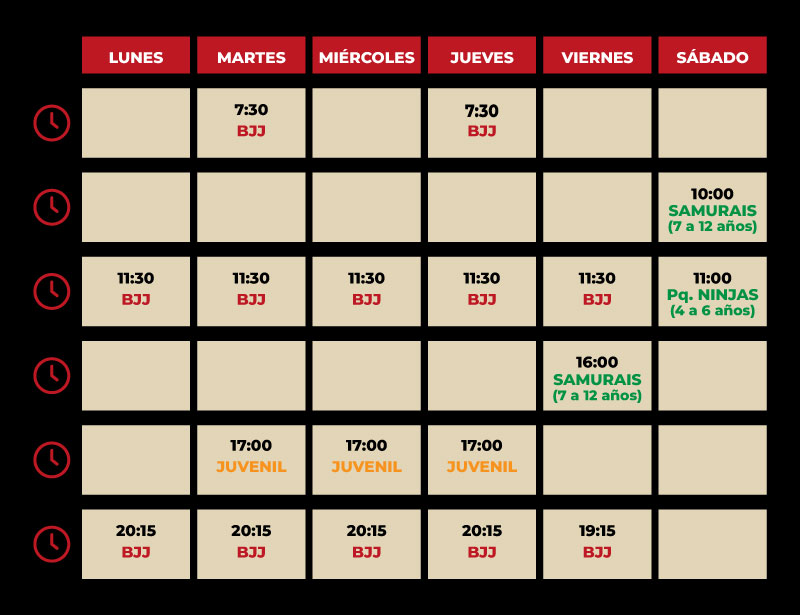 LUNES MARTES MIÉRCOLES JUEVES VIERNES SÁBADO
7:30 7:30
BJJ BJJ
10:00
SAMURAIS
(7 a 12 años)
11:30 11:30 11:30 11:30 11:30 11:00
BJJ BJJ BJJ BJJ BJJ Pq. NINJAS
(4 a 6 años)
16:00
SAMURAIS
(7 a 12 años)
17:00 17:00 17:00
JUVENIL JUVENIL JUVENIL
20:15 20:15 20:15 20:15 19:15
BJJ BJJ BJJ BJJ BJJ